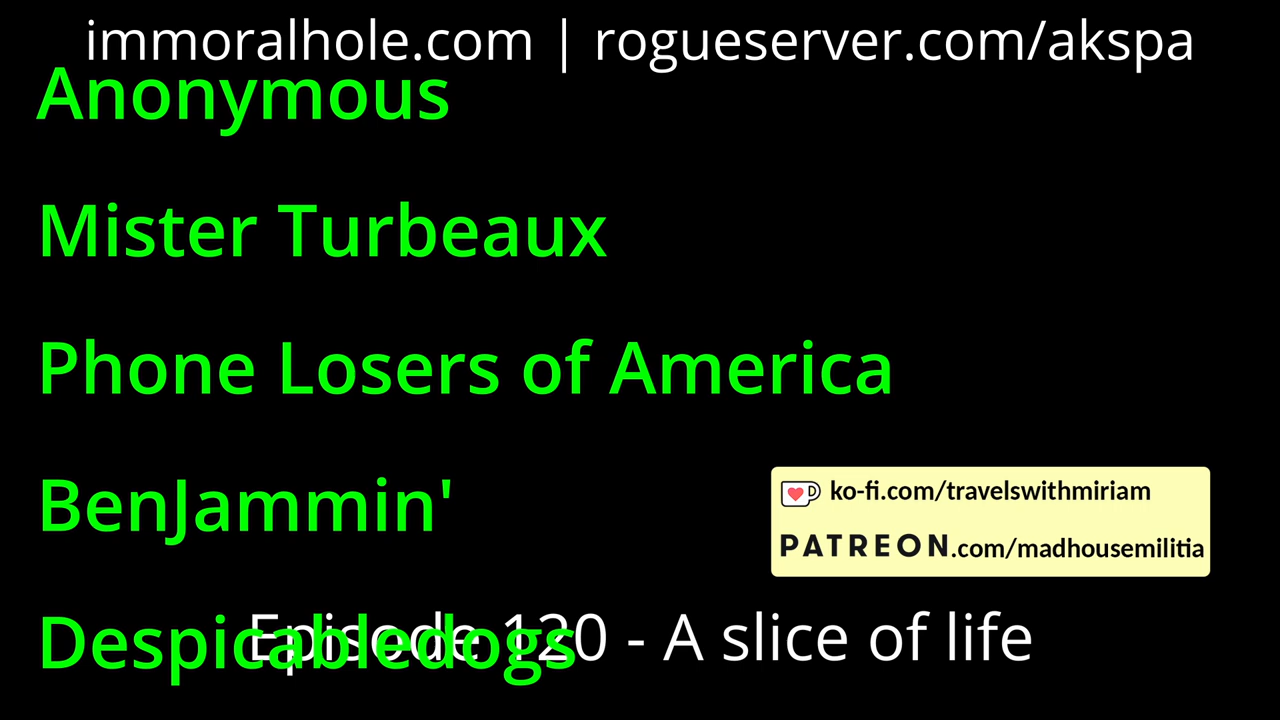 immoralhole.com | rogueserver.com/akspa
Anonymous
Mister Turbeaux
Phone Losers of America
BenJammin'
ko-fi.com/travelswithmiriam
PATREON.com/madhousemilitia
Despicabledogs
Episode 120 - A slice of life